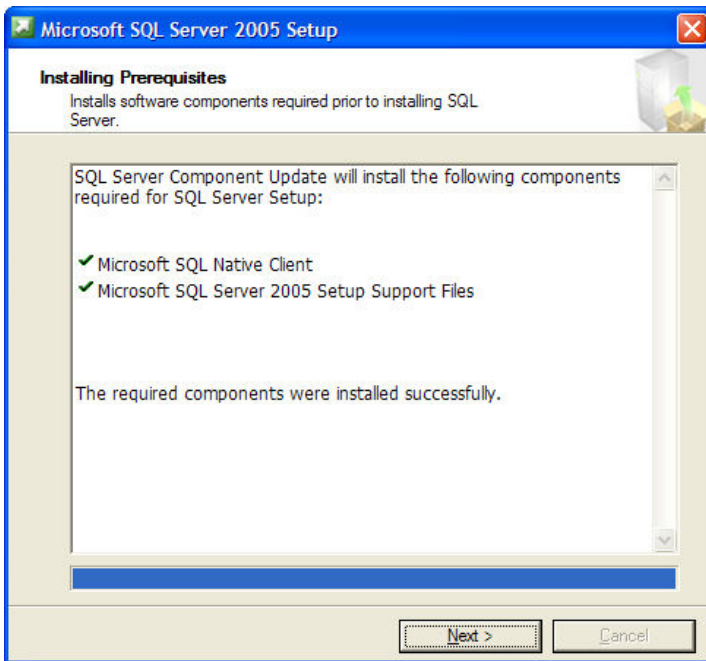 Microsoft SQL Server 2005 Setup
Installing Prerequisites
Installs software components required prior to installing SQL
Server.
SQL Server Component Update will install the following components
required for SQL Server Setup:
Microsoft SQL Native Client
Microsoft SQL Server 2005 Setup Support Files
The required components were installed successfully.
Next >
Cancel